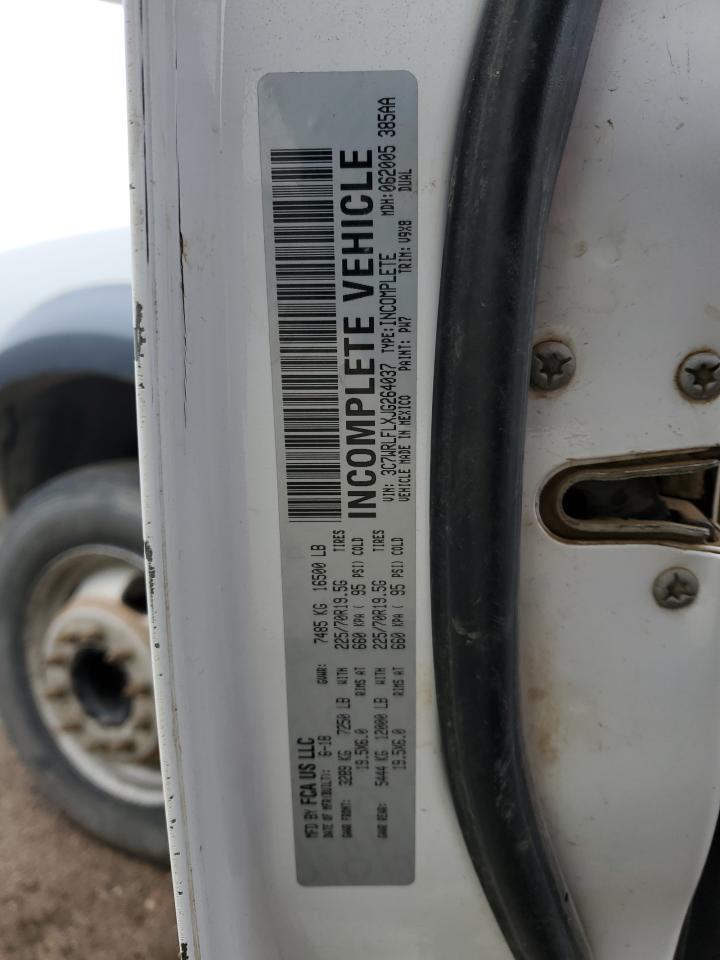 MFD BY FCA US LLC
DATE OF MFR(BUILT): 6-18 GVWR: 7485 KG 16500 LB
GAWR FRONT: 3289 KG 7250 LB WITH 225/70R19.5G TIRES
19.5X6.0 RIMS AT 660 KPA ( 95 PSI) COLD
GAWR REAR: 5444 KG 12000 LB WITH 225/70R19.5G TIRES
19.5X6.0 RIMS AT 660 KPA ( 95 PSI) COLD
INCOMPLETE VEHICLE
VIN: 3C7WRLFLXJG264037 TYPE:INCOMPLETE MDH:062005 385AA
VEHICLE MADE IN MEXICO PAINT: PW7 TRIM: V9X8 DUAL